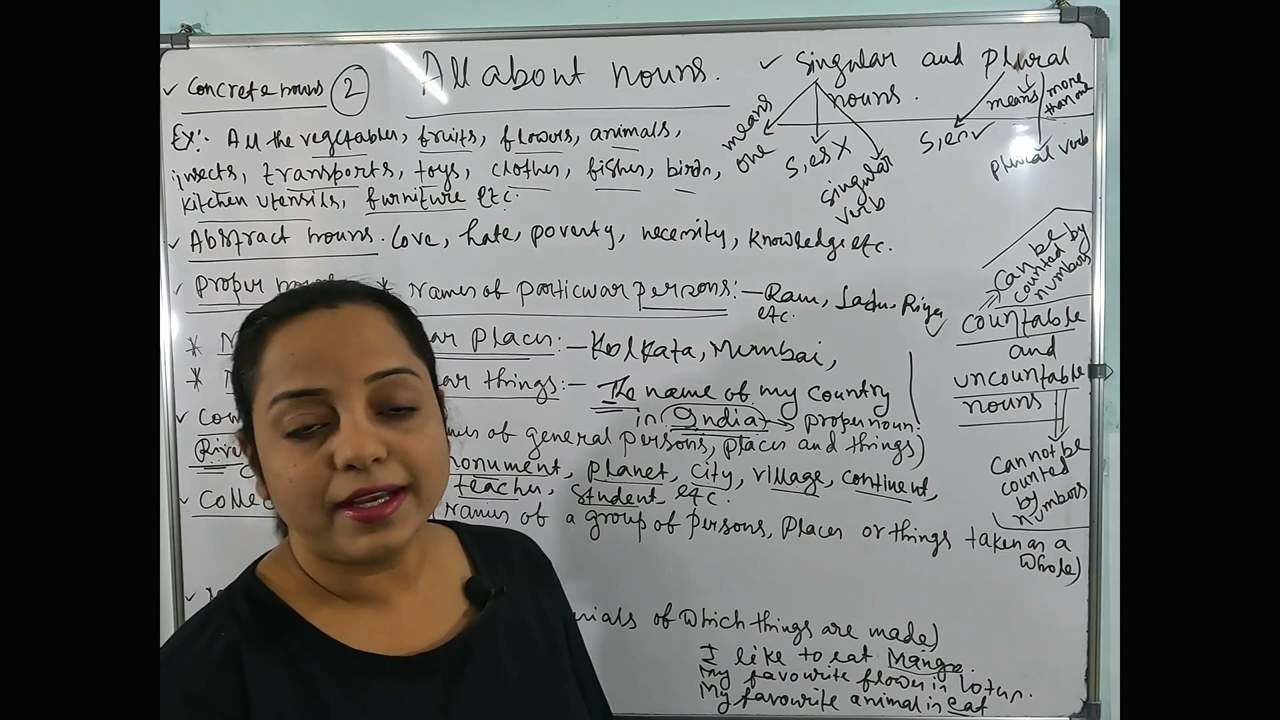 All about nouns.
✓ Concrete nouns 2
Ex:- All the vegetables, fruits, flowers, animals,
insects, transports, toys, clothes, fishes, birds,
kitchen utensils, furniture etc.
✓ Abstract nouns. Love, hate, poverty, necessity, knowledge etc.
✓ Proper
* Names of particular persons:- Ram, Riya
etc.
* Places:- Kolkata, Mumbai,
* things:- The name of my country
in India → proper noun.
✓ Com
of general persons, places and things)
River
monument, planet, city, village, continent,
teacher, student etc.
✓ Collec
names of a group of persons, places or things taken as a
whole)
✓
of which things are made)
I like to eat Mango.
My favourite flower is lotus.
My favourite animal is cat
✓ Singular and plural
nouns.
means
one
s, es X
singular
verb
s, es ✓
means
more
than one
plural verb
can be
counted by
numbers
✓ countable
and
uncountable
nouns
cannot be
counted
by
numbers